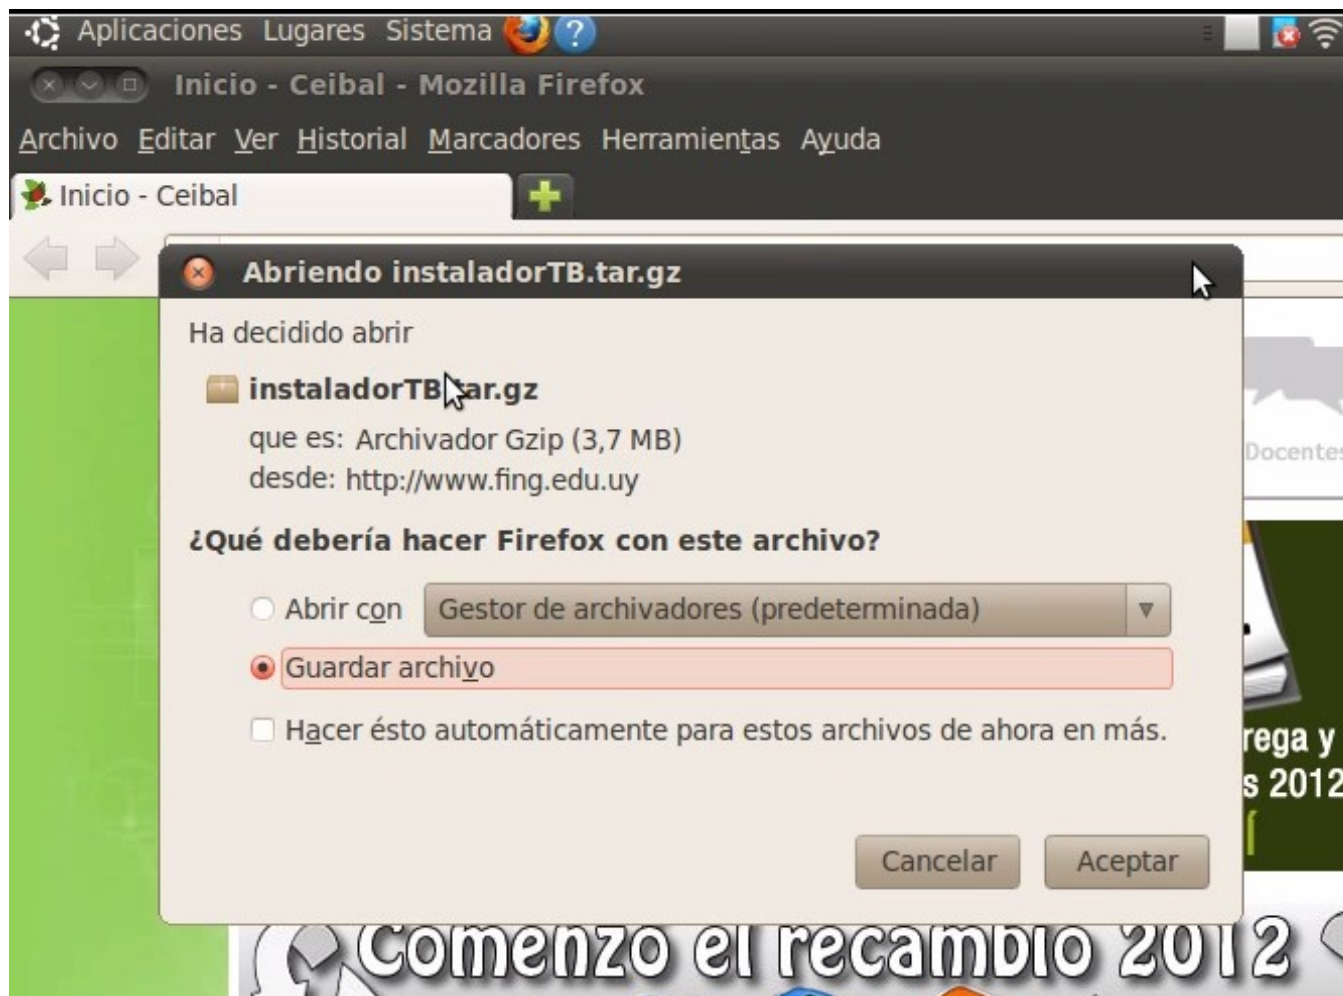 Aplicaciones Lugares Sistema ?
Inicio - Ceibal - Mozilla Firefox
Archivo Editar Ver Historial Marcadores Herramientas Ayuda
Inicio - Ceibal
Abriendo instaladorTB.tar.gz
Ha decidido abrir
instaladorTB.tar.gz
que es: Archivador Gzip (3,7 MB)
desde: http://www.fing.edu.uy
Docentes
¿Qué debería hacer Firefox con este archivo?
Abrir con Gestor de archivadores (predeterminada)
Guardar archivo
Hacer ésto automáticamente para estos archivos de ahora en más.
rega y
s 2012
Í
Cancelar Aceptar
Comenzo el recambio 2012